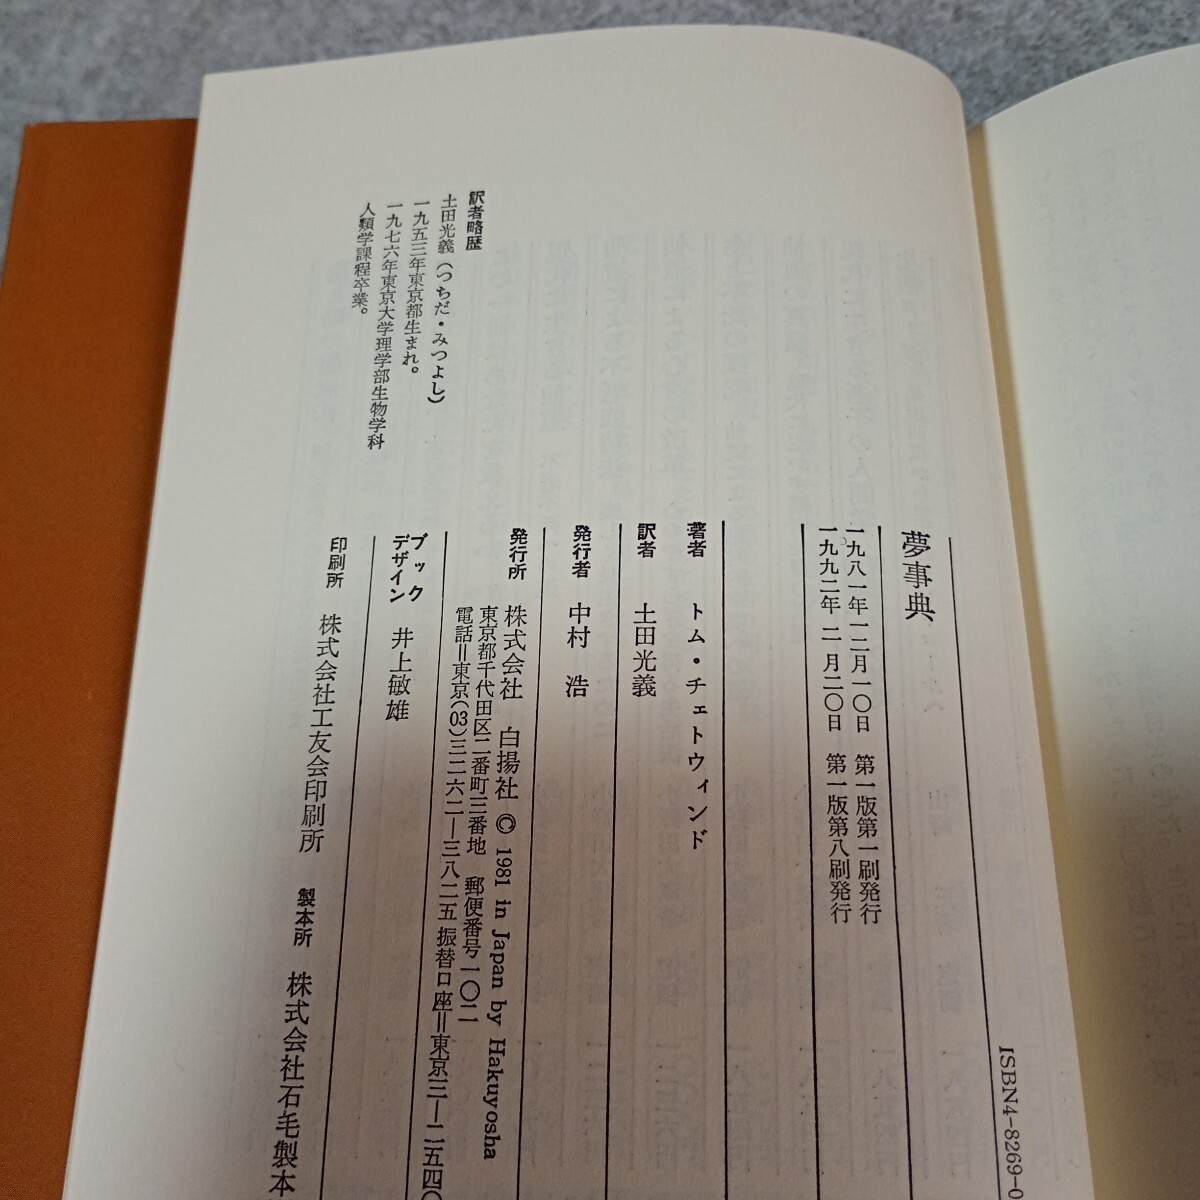 訳者略歴
土田光義（つちだ・みつよし）
一九五三年東京都生まれ。
一九七六年東京大学理学部生物学科
人類学課程卒業。
夢事典
一九八一年一二月一〇日　第一版第一刷発行
一九九二年　二月二〇日　第一版第八刷発行
著者　トム・チェトウィンド
訳者　土田光義
発行者　中村　浩
発行所　株式会社　白揚社 © 1981 in Japan by Hakuyosha
東京都千代田区二番町三番地　郵便番号一〇二
電話＝東京(03)三二六二―三八二五 振替口座＝東京三―二五四〇
ブックデザイン　井上敏雄
印刷所　株式会社工友会印刷所　製本所　株式会社石毛製本
ISBN4-8269-0